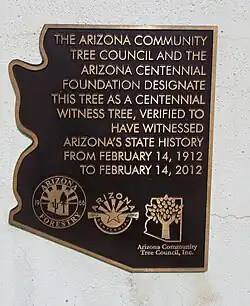 THE ARIZONA COMMUNITY
TREE COUNCIL AND THE
ARIZONA CENTENNIAL
FOUNDATION DESIGNATE
THIS TREE AS A CENTENNIAL
WITNESS TREE, VERIFIED TO
HAVE WITNESSED
ARIZONA'S STATE HISTORY
FROM FEBRUARY 14, 1912
TO FEBRUARY 14, 2012
ARIZONA
FORESTRY
ARIZONA
CENTENNIAL
Arizona Community
Tree Council, Inc.